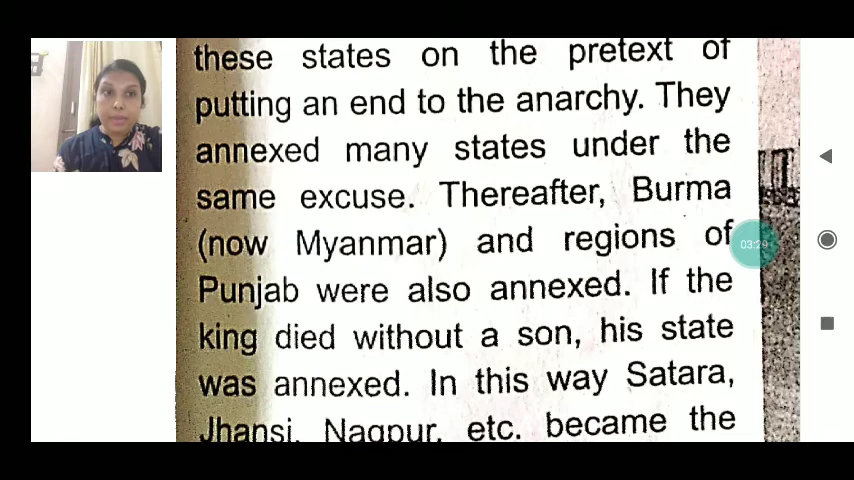 these states on the pretext of
putting an end to the anarchy. They
annexed many states under the
same excuse. Thereafter, Burma
(now Myanmar) and regions of
03:29
Punjab were also annexed. If the
king died without a son, his state
was annexed. In this way Satara,
Jhansi, Nagpur, etc. became the